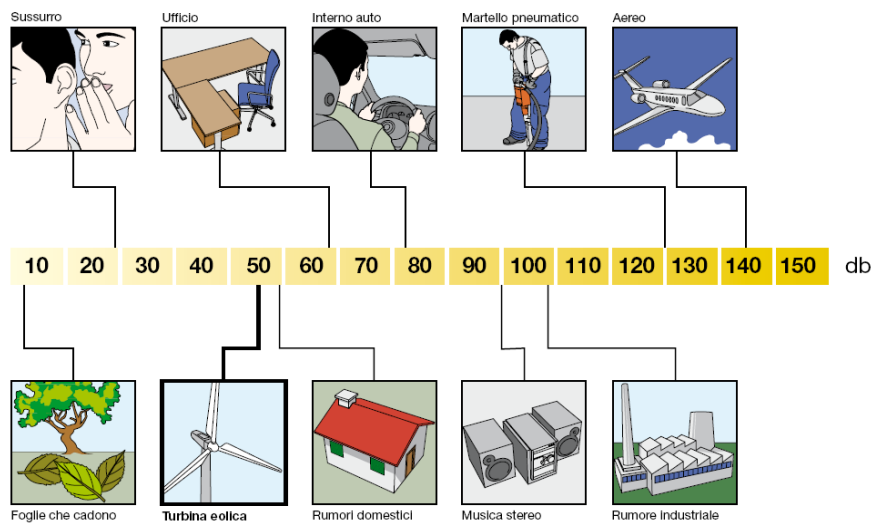 Sussurro
Ufficio
Interno auto
Martello pneumatico
Aereo
10 20 30 40 50 60 70 80 90 100 110 120 130 140 150 db
Foglie che cadono
Turbina eolica
Rumori domestici
Musica stereo
Rumore industriale